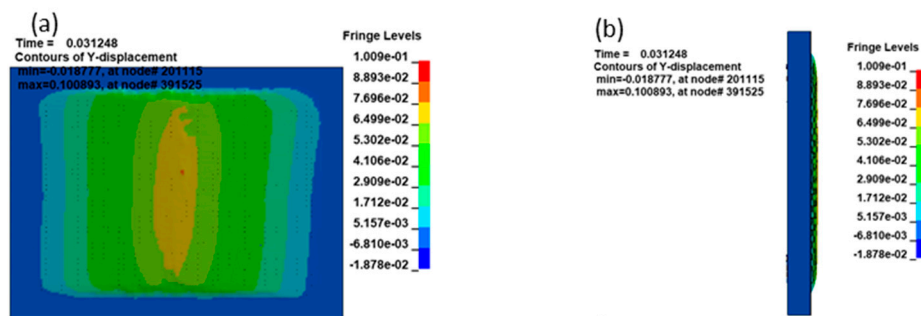 (a)
Time = 0.031248
Contours of Y-displacement
min=-0.018777, at node# 201115
max=0.100893, at node# 391525
Fringe Levels
1.009e-01
8.893e-02
7.696e-02
6.499e-02
5.302e-02
4.106e-02
2.909e-02
1.712e-02
5.157e-03
-6.810e-03
-1.878e-02
(b)
Time = 0.031248
Contours of Y-displacement
min=-0.018777, at node# 201115
max=0.100893, at node# 391525
Fringe Levels
1.009e-01
8.893e-02
7.696e-02
6.499e-02
5.302e-02
4.106e-02
2.909e-02
1.712e-02
5.157e-03
-6.810e-03
-1.878e-02